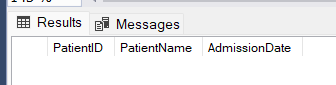 Results Messages
PatientID PatientName AdmissionDate